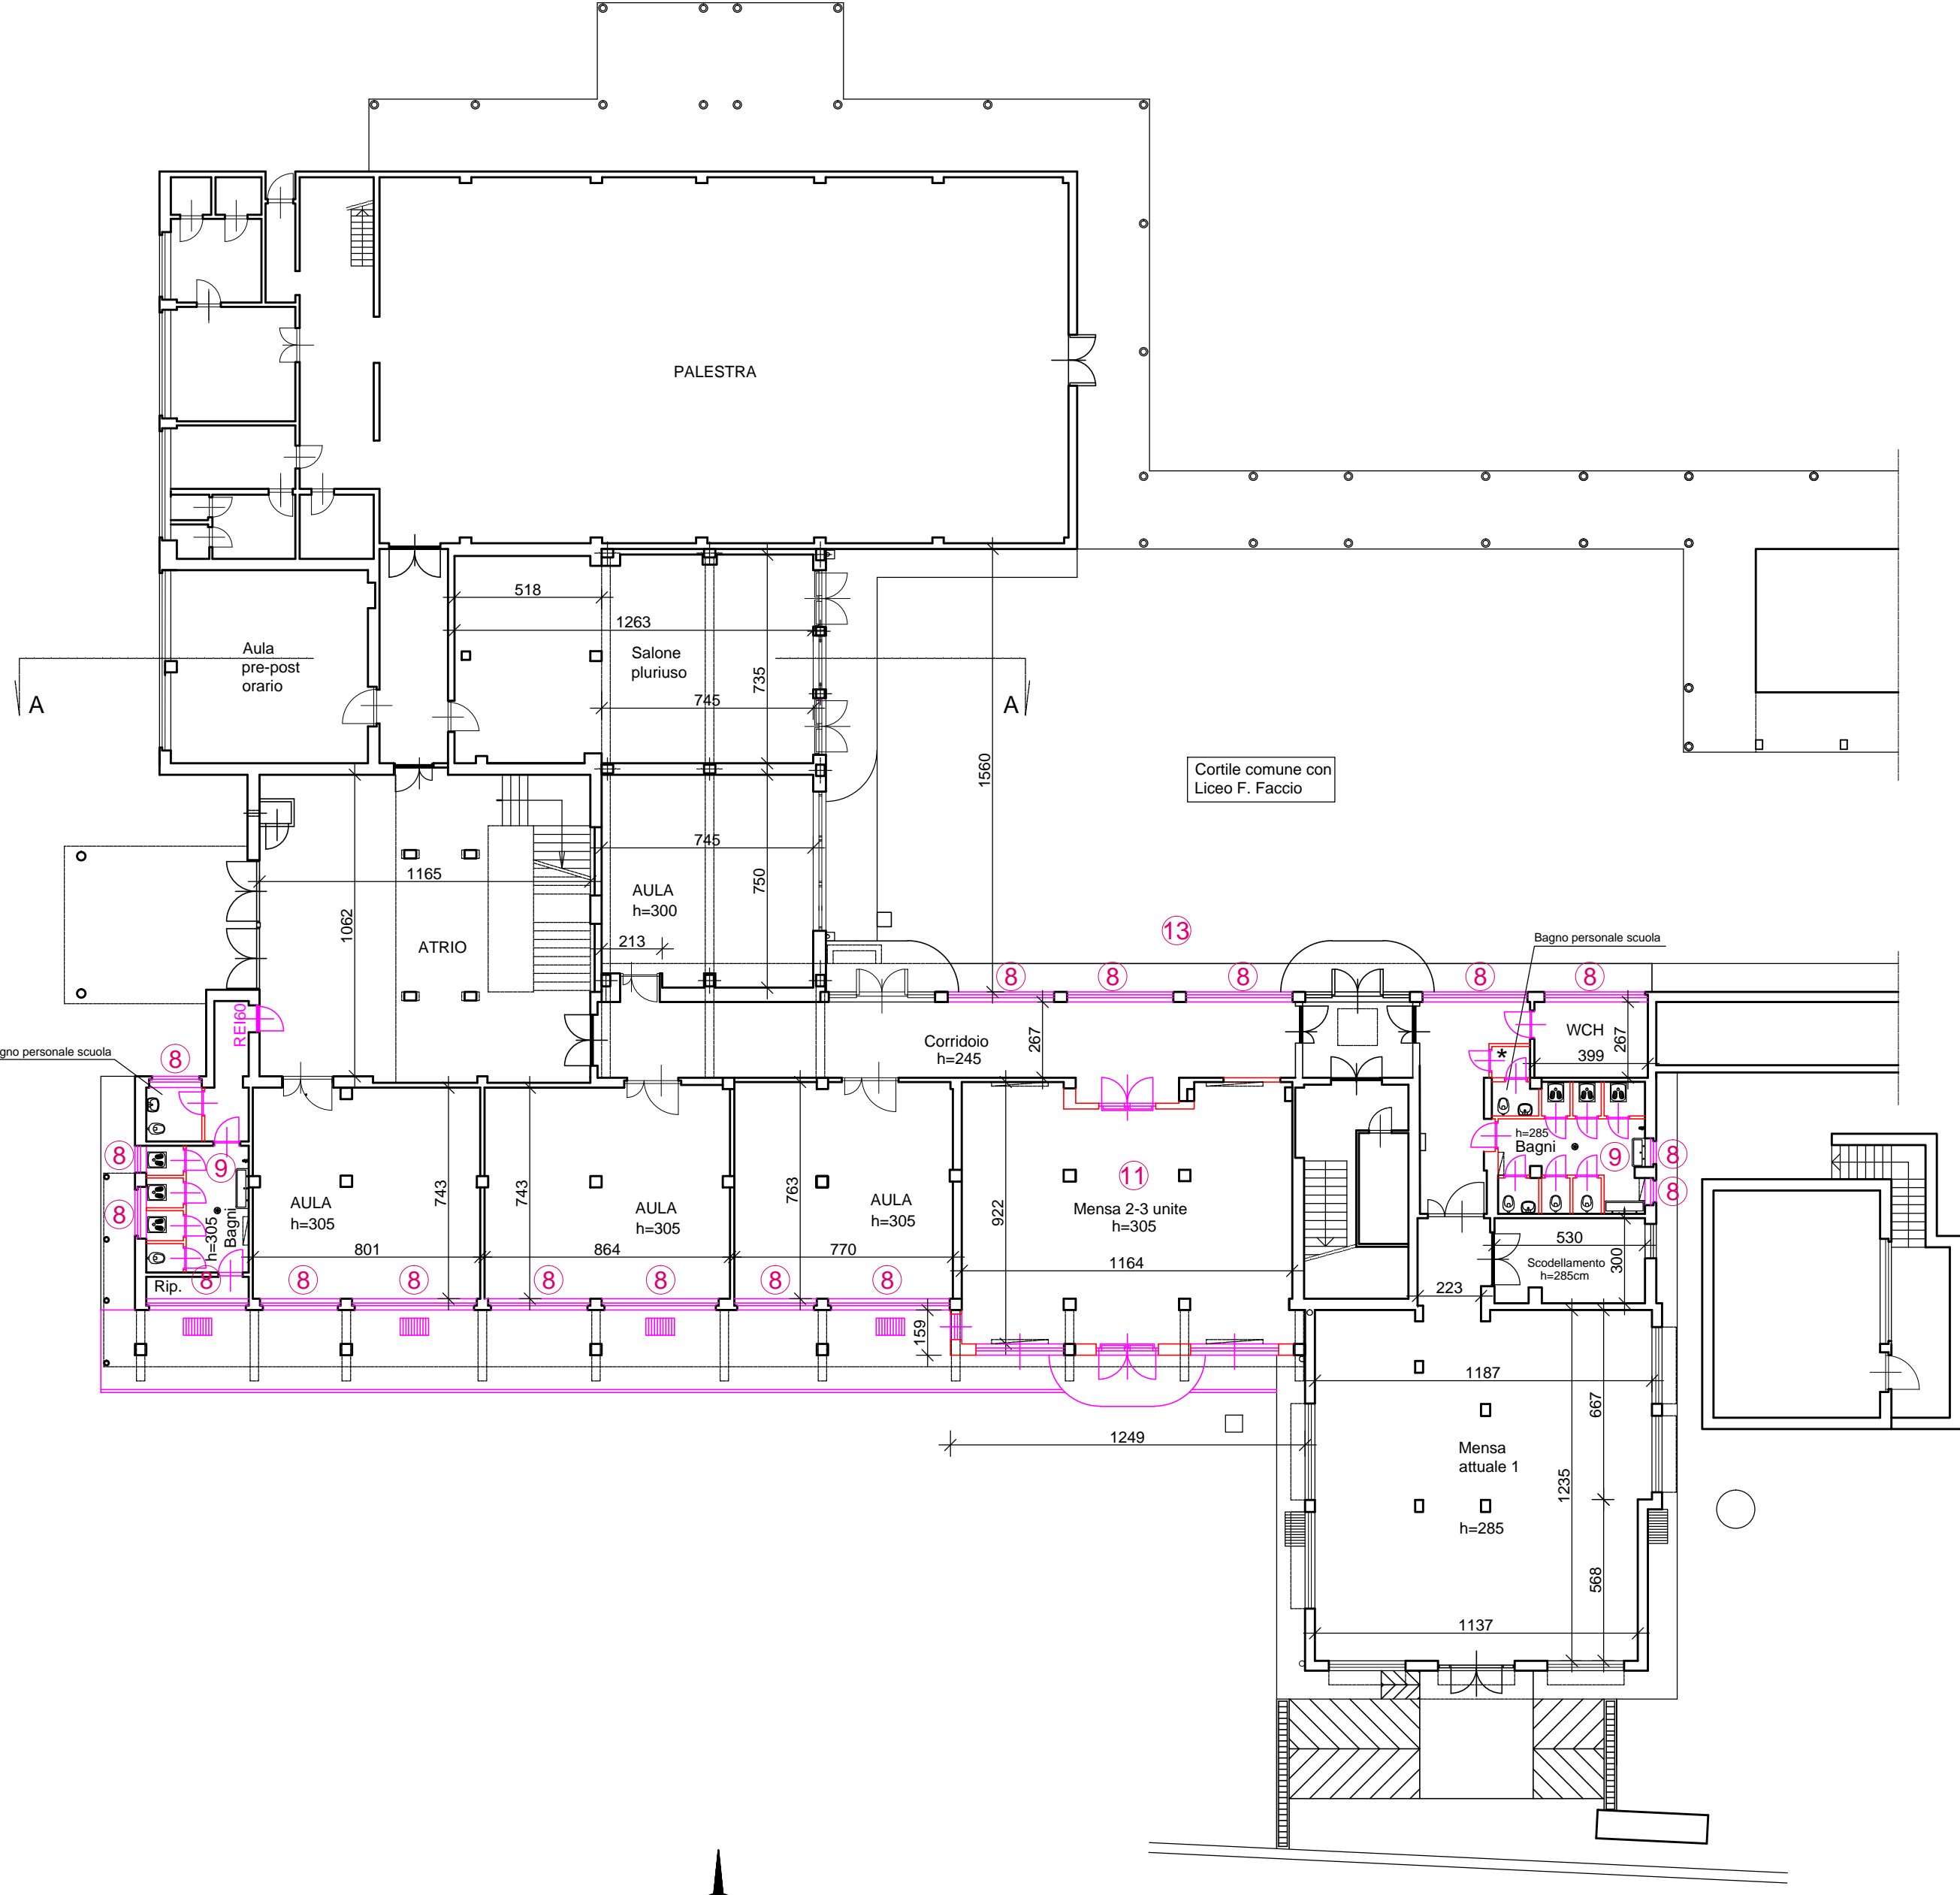 PALESTRA
518
1263
Aula
pre-post
orario
Salone
pluriuso
735
745
A
A
1560
Cortile comune con
Liceo F. Faccio
745
1165
750
AULA
h=300
1062
ATRIO
213
13
Bagno personale scuola
8
8
8
8
8
REI60
WCH
267
399
Corridoio
h=245
267
gno personale scuola
8
*
h=285
Bagni
9
8
8
8
9
8
11
Mensa 2-3 unite
h=305
AULA
h=305
743
743
AULA
h=305
763
AULA
h=305
922
h=305
Bagni
801
864
770
1164
530
Scodellamento
h=285cm
300
223
Rip.
8
8
8
8
8
8
8
159
1187
667
1249
Mensa
attuale 1
1235
h=285
568
1137